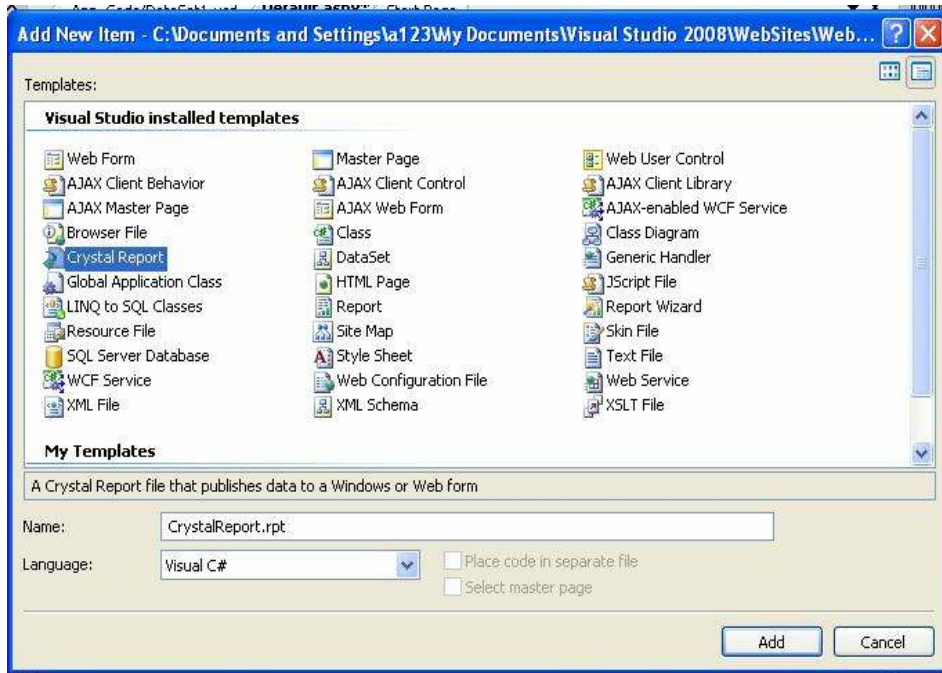 Add New Item - C:\Documents and Settings\a123\My Documents\Visual Studio 2008\WebSites\Web...
Templates:
Visual Studio installed templates
Web Form Master Page Web User Control
AJAX Client Behavior AJAX Client Control AJAX Client Library
AJAX Master Page AJAX Web Form AJAX-enabled WCF Service
Browser File Class Class Diagram
Crystal Report DataSet Generic Handler
Global Application Class HTML Page JScript File
LINQ to SQL Classes Report Report Wizard
Resource File Site Map Skin File
SQL Server Database Style Sheet Text File
WCF Service Web Configuration File Web Service
XML File XML Schema XSLT File
My Templates
A Crystal Report file that publishes data to a Windows or Web form
Name: CrystalReport.rpt
Language: Visual C# Place code in separate file
Select master page
Add Cancel